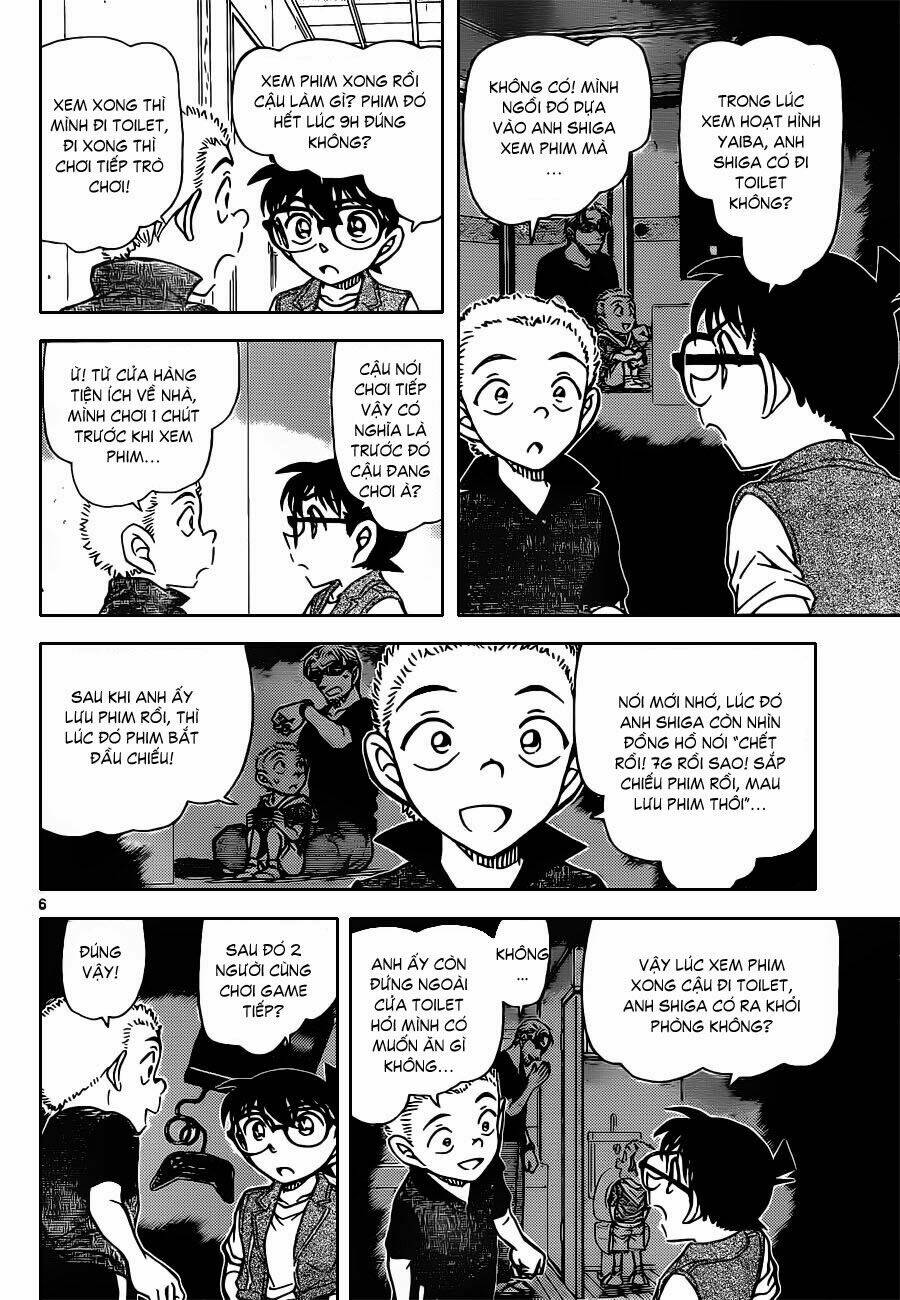 TRONG LÚC
XEM HOẠT HÌNH
YAIBA, ANH
SHIGA CÓ ĐI
TOILET
KHÔNG?
KHÔNG CÓ! MÌNH
NGỒI ĐÓ DỰA
VÀO ANH SHIGA
XEM PHIM MÀ
...
XEM PHIM XONG RỒI
CẬU LÀM GÌ? PHIM ĐÓ
HẾT LÚC 9H ĐÚNG
KHÔNG?
XEM XONG THÌ
MÌNH ĐI TOILET,
ĐI XONG THÌ
CHƠI TIẾP TRÒ
CHƠI!
CẬU NÓI
CHƠI TIẾP
VẬY CÓ
NGHĨA LÀ
TRƯỚC ĐÓ
CẬU ĐANG
CHƠI À?
Ừ! TỪ CỬA HÀNG
TIỆN ÍCH VỀ NHÀ,
MÌNH CHƠI 1 CHÚT
TRƯỚC KHI XEM
PHIM...
NÓI MỚI NHỚ, LÚC ĐÓ
ANH SHIGA CÒN NHÌN
ĐỒNG HỒ NÓI "CHẾT
RỒI! 7G RỒI SAO! SẮP
CHIẾU PHIM RỒI, MAU
LƯU PHIM THÔI"...
SAU KHI ANH ẤY
LƯU PHIM RỒI, THÌ
LÚC ĐÓ PHIM BẮT
ĐẦU CHIẾU!
6
VẬY LÚC XEM PHIM
XONG CẬU ĐI TOILET,
ANH SHIGA CÓ RA KHỎI
PHÒNG KHÔNG?
KHÔNG
...
ANH ẤY CÒN
ĐỨNG NGOÀI
CỬA TOILET
HỎI MÌNH CÓ
MUỐN ĂN GÌ
KHÔNG...
SAU ĐÓ 2
NGƯỜI CÙNG
CHƠI GAME
TIẾP?
ĐÚNG
VẬY!